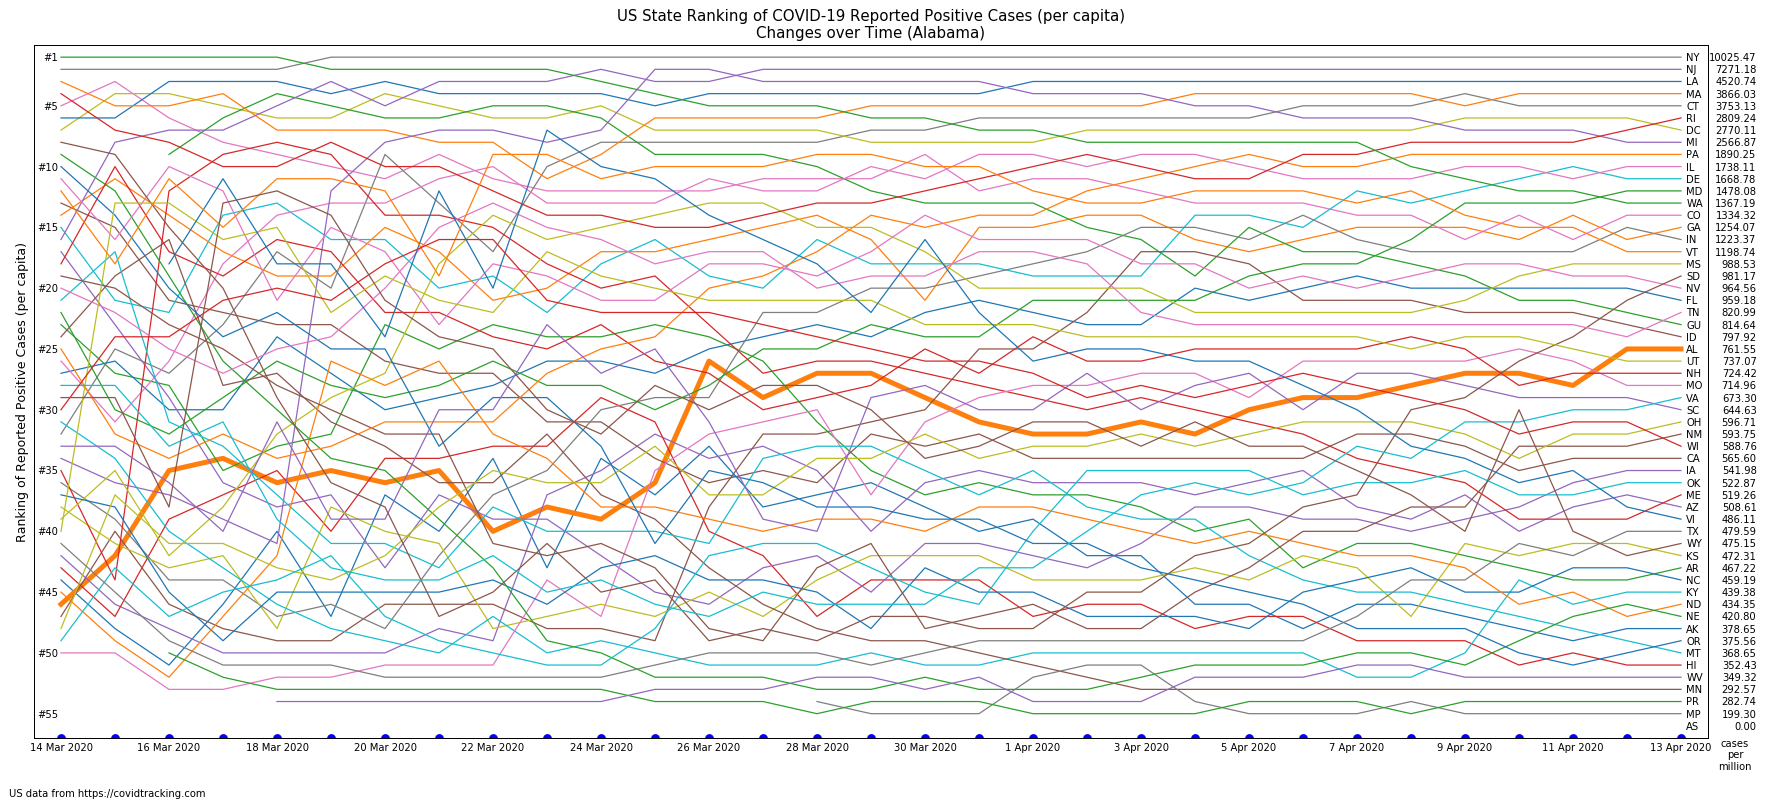 US State Ranking of COVID-19 Reported Positive Cases (per capita)
Changes over Time (Alabama)
Ranking of Reported Positive Cases (per capita)
#1
#5
#10
#15
#20
#25
#30
#35
#40
#45
#50
#55
NY 10025.47
NJ 7271.18
LA 4520.74
MA 3866.03
CT 3753.13
RI 2809.24
DC 2770.11
MI 2566.87
PA 1890.25
IL 1738.11
DE 1668.78
MD 1478.08
WA 1367.19
CO 1334.32
GA 1254.07
IN 1223.37
VT 1198.74
MS 988.53
SD 981.17
NV 964.56
FL 959.18
TN 820.99
GU 814.64
ID 797.92
AL 761.55
UT 737.07
NH 724.42
MO 714.96
VA 673.30
SC 644.63
OH 596.71
NM 593.75
WI 588.76
CA 565.60
IA 541.98
OK 522.87
ME 519.26
AZ 508.61
VI 486.11
TX 479.59
WY 475.15
KS 472.31
AR 467.22
NC 459.19
KY 439.38
ND 434.35
NE 420.80
AK 378.65
OR 375.56
MT 368.65
HI 352.43
WV 349.32
MN 292.57
PR 282.74
MP 199.30
AS 0.00
14 Mar 2020 16 Mar 2020 18 Mar 2020 20 Mar 2020 22 Mar 2020 24 Mar 2020 26 Mar 2020 28 Mar 2020 30 Mar 2020 1 Apr 2020 3 Apr 2020 5 Apr 2020 7 Apr 2020 9 Apr 2020 11 Apr 2020 13 Apr 2020
cases
per
million
US data from https://covidtracking.com